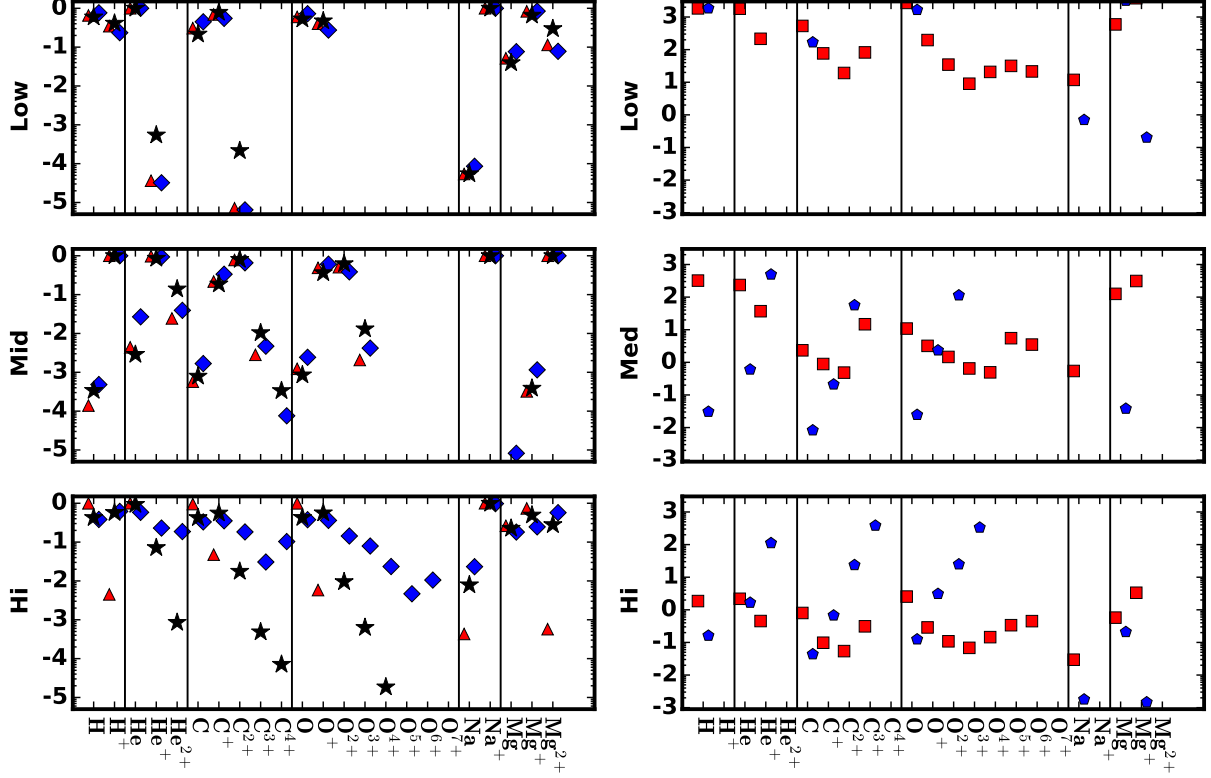 0
-1
-2
-3
-4
-5
Low
3
2
1
0
-1
-2
-3
Low
0
-1
-2
-3
-4
-5
Mid
3
2
1
0
-1
-2
-3
Med
0
-1
-2
-3
-4
-5
Hi
3
2
1
0
-1
-2
-3
Hi
H
H+
He
He+
He2+
C
C+
C2+
C3+
C4+
O
O+
O2+
O3+
O4+
O5+
O6+
O7+
Na
Na+
Mg
Mg+
Mg2+
H
H+
He
He+
He2+
C
C+
C2+
C3+
C4+
O
O+
O2+
O3+
O4+
O5+
O6+
O7+
Na
Na+
Mg
Mg+
Mg2+